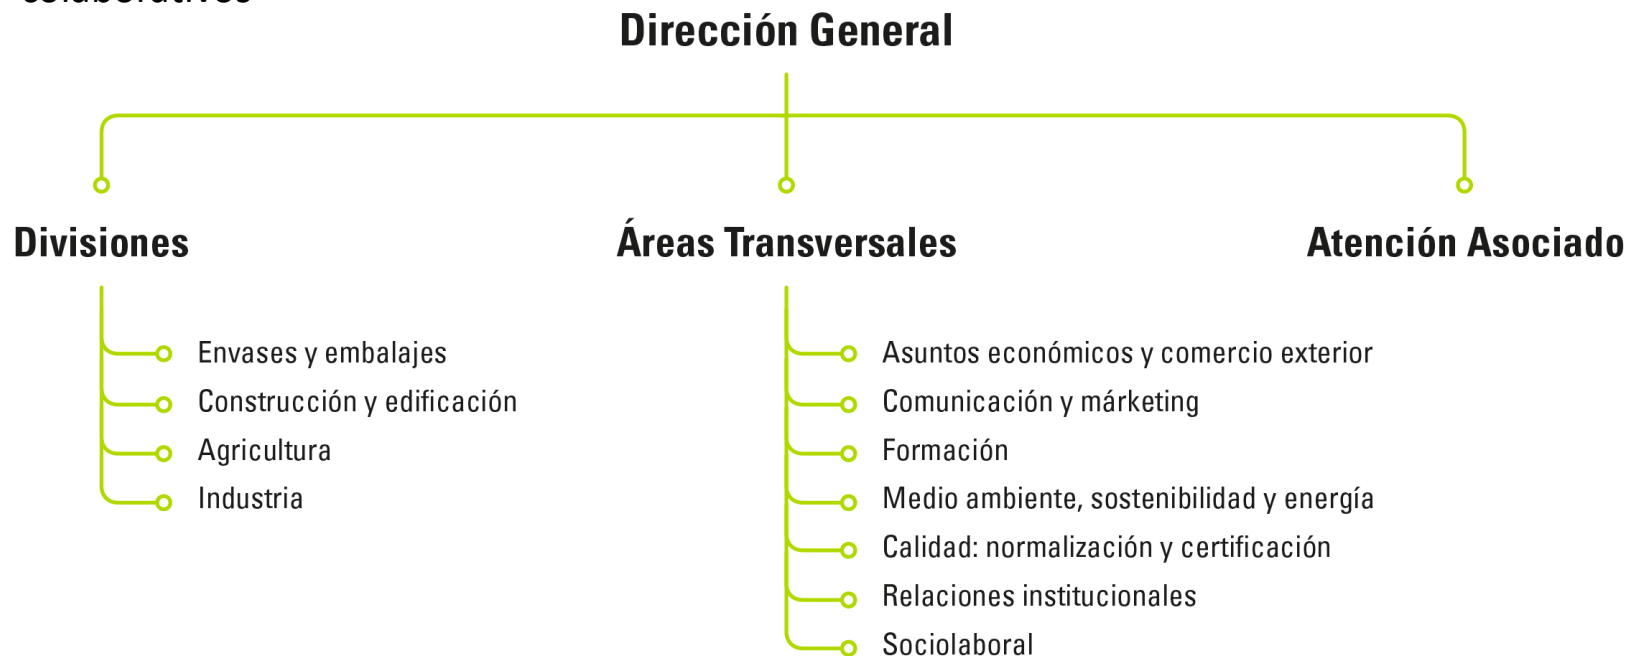 colaborativos
Dirección General
Divisiones
Áreas Transversales
Atención Asociado
Envases y embalajes
Construcción y edificación
Agricultura
Industria
Asuntos económicos y comercio exterior
Comunicación y márketing
Formación
Medio ambiente, sostenibilidad y energía
Calidad: normalización y certificación
Relaciones institucionales
Sociolaboral